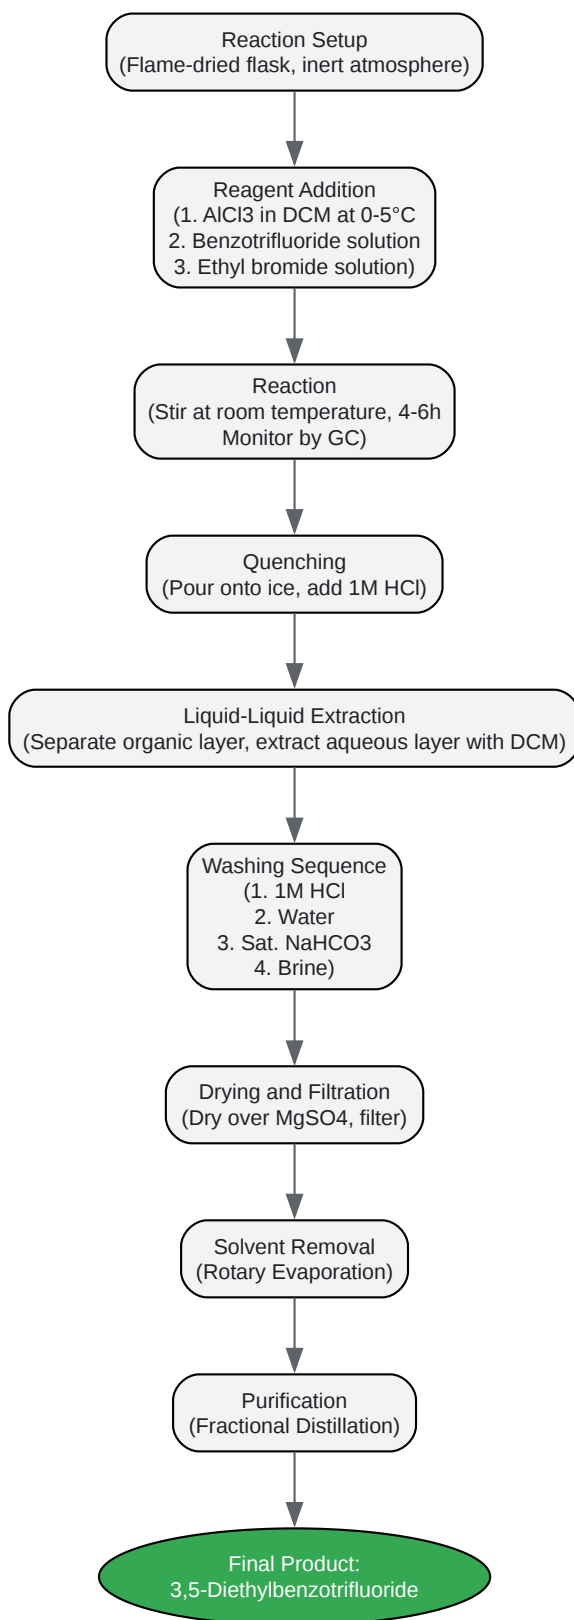 Reaction Setup
(Flame-dried flask, inert atmosphere)
Reagent Addition
(1. AlCl3 in DCM at 0-5°C
2. Benzotrifluoride solution
3. Ethyl bromide solution)
Reaction
(Stir at room temperature, 4-6h
Monitor by GC)
Quenching
(Pour onto ice, add 1M HCl)
Liquid-Liquid Extraction
(Separate organic layer, extract aqueous layer with DCM)
Washing Sequence
(1. 1M HCl
2. Water
3. Sat. NaHCO3
4. Brine)
Drying and Filtration
(Dry over MgSO4, filter)
Solvent Removal
(Rotary Evaporation)
Purification
(Fractional Distillation)
Final Product:
3,5-Diethylbenzotrifluoride